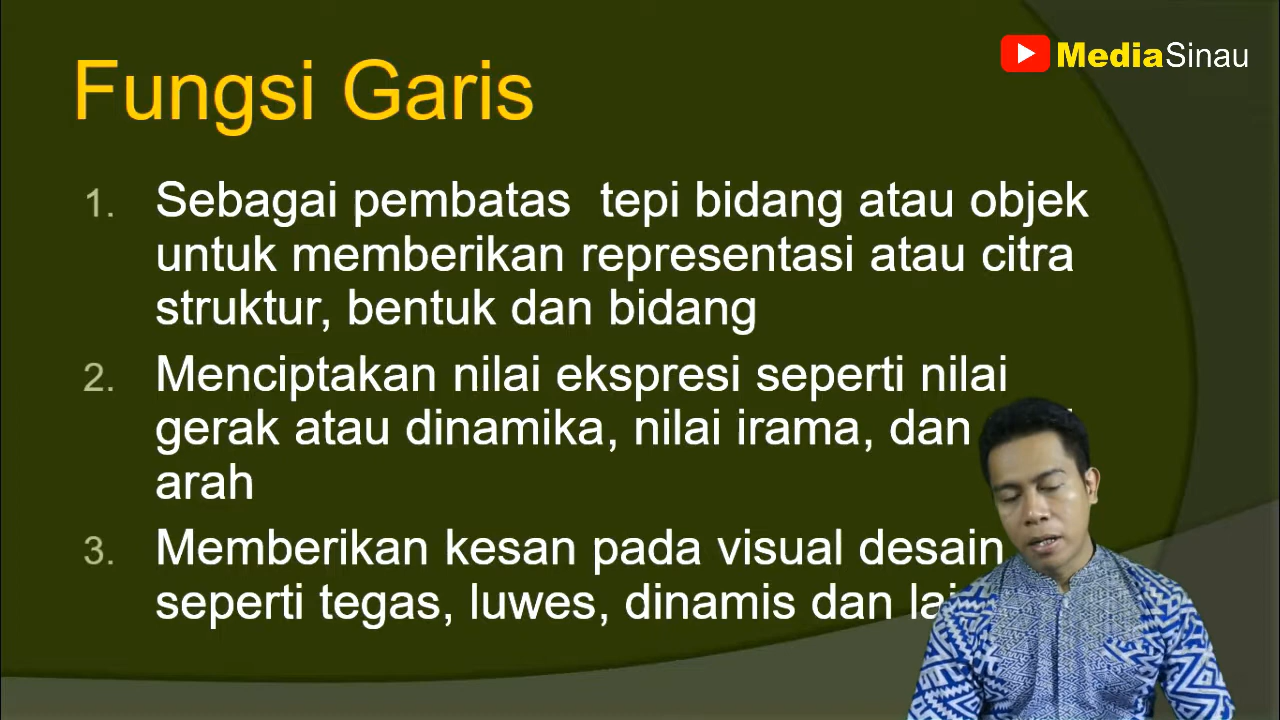 Fungsi Garis
MediaSinau
1. Sebagai pembatas tepi bidang atau objek
untuk memberikan representasi atau citra
struktur, bentuk dan bidang
2. Menciptakan nilai ekspresi seperti nilai
gerak atau dinamika, nilai irama, dan
arah
3. Memberikan kesan pada visual desain
seperti tegas, luwes, dinamis dan